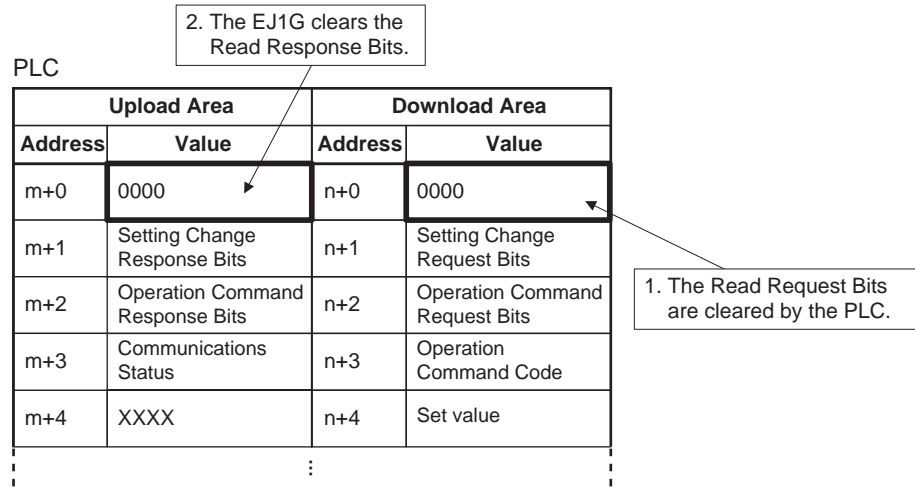 2. The EJ1G clears the
Read Response Bits.
PLC
Upload Area Download Area
Address Value Address Value
m+0 0000 n+0 0000
m+1 Setting Change
Response Bits n+1 Setting Change
Request Bits
1. The Read Request Bits
are cleared by the PLC.
m+2 Operation Command
Response Bits n+2 Operation Command
Request Bits
m+3 Communications
Status n+3 Operation
Command Code
m+4 XXXX n+4 Set value
...